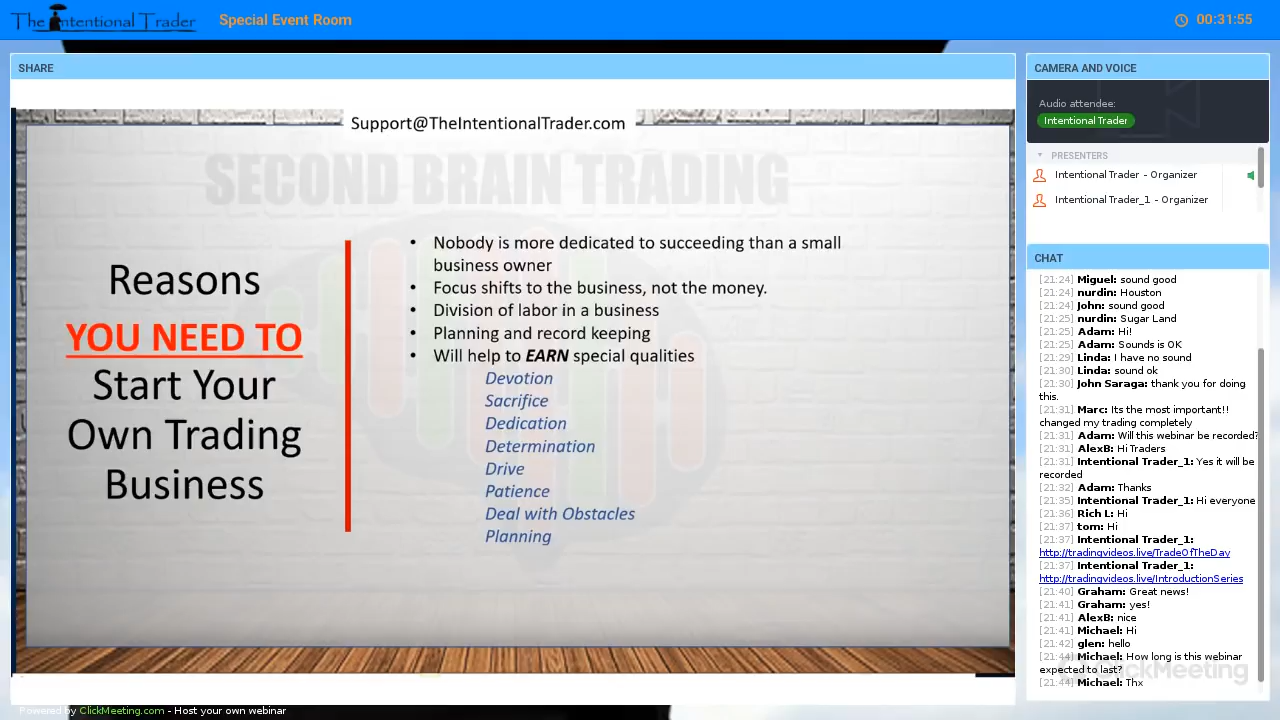 The Intentional Trader
Special Event Room
00:31:55
SHARE
Support@TheIntentionalTrader.com
SECOND BRAIN TRADING
Reasons
YOU NEED TO
Start Your
Own Trading
Business
• Nobody is more dedicated to succeeding than a small
business owner
• Focus shifts to the business, not the money.
• Division of labor in a business
• Planning and record keeping
• Will help to EARN special qualities
Devotion
Sacrifice
Dedication
Determination
Drive
Patience
Deal with Obstacles
Planning
CAMERA AND VOICE
Audio attendee:
Intentional Trader
PRESENTERS
Intentional Trader - Organizer
Intentional Trader_1 - Organizer
CHAT
[21:24] Miguel: sound good
[21:24] nurdin: Houston
[21:24] John: sound good
[21:25] nurdin: Sugar Land
[21:25] Adam: Hi!
[21:25] Adam: Sounds is OK
[21:29] Linda: I have no sound
[21:30] Linda: sound ok
[21:30] John Saraga: thank you for doing
this.
[21:31] Marc: Its the most important!!
changed my trading completely
[21:31] Adam: Will this webinar be recorded?
[21:31] AlexB: Hi Traders
[21:31] Intentional Trader_1: Yes it will be
recorded
[21:32] Adam: Thanks
[21:35] Intentional Trader_1: Hi everyone
[21:36] Rich L: Hi
[21:37] tom: Hi
[21:37] Intentional Trader_1:
http://tradingvideos.live/TradeOfTheDay
[21:37] Intentional Trader_1:
http://tradingvideos.live/IntroductionSeries
[21:40] Graham: Great news!
[21:41] Graham: yes!
[21:41] AlexB: nice
[21:41] Michael: Hi
[21:42] glen: hello
[21:44] Michael: How long is this webinar
expected to last?
[21:44] Michael: Thx
ClickMeeting
Powered by ClickMeeting.com - Host your own webinar